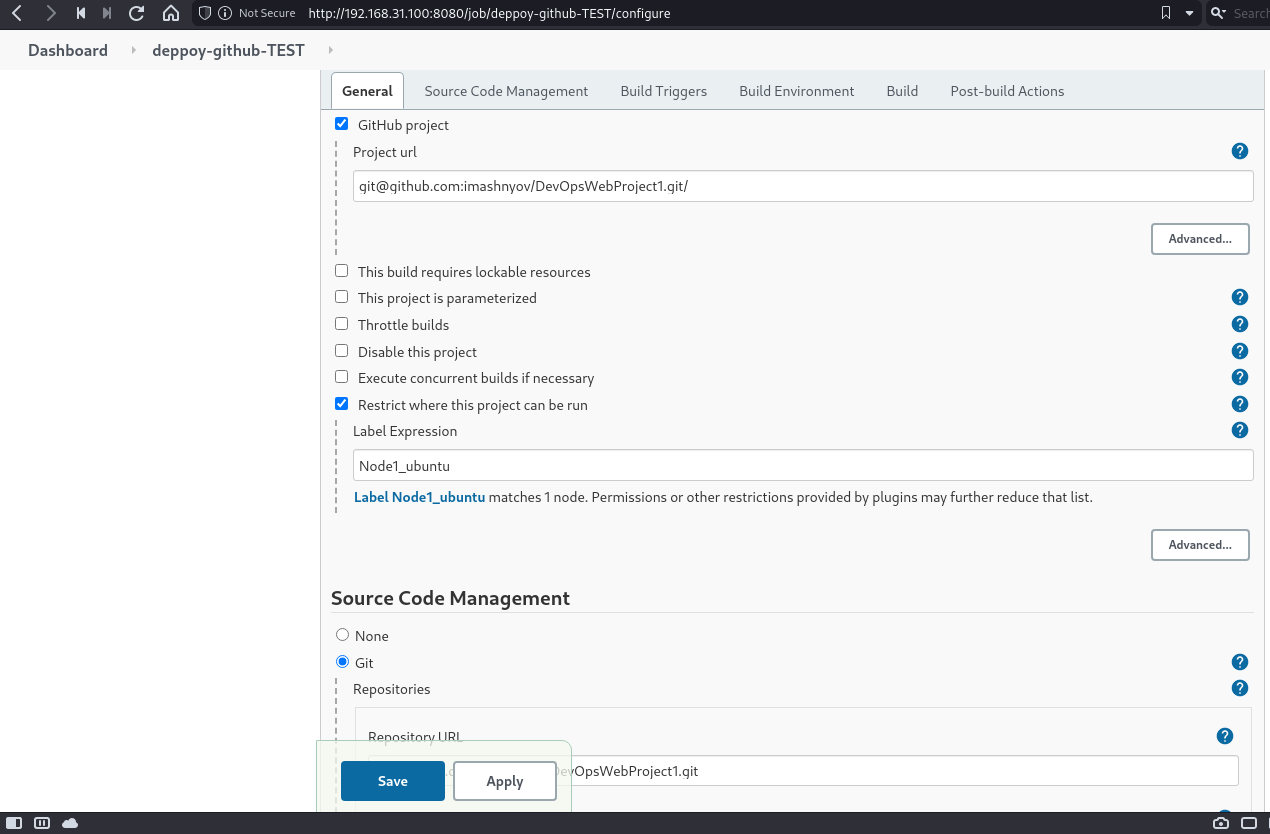 Not Secure http://192.168.31.100:8080/job/deppoy-github-TEST/configure Search
Dashboard deppoy-github-TEST
General Source Code Management Build Triggers Build Environment Build Post-build Actions
GitHub project
Project url ?
git@github.com:imashnyov/DevOpsWebProject1.git/
Advanced...
This build requires lockable resources
This project is parameterized ?
Throttle builds ?
Disable this project ?
Execute concurrent builds if necessary ?
Restrict where this project can be run ?
Label Expression ?
Node1_ubuntu
Label Node1_ubuntu matches 1 node. Permissions or other restrictions provided by plugins may further reduce that list.
Advanced...
Source Code Management
None
Git ?
Repositories ?
Repository URL ?
DevOpsWebProject1.git
Save Apply